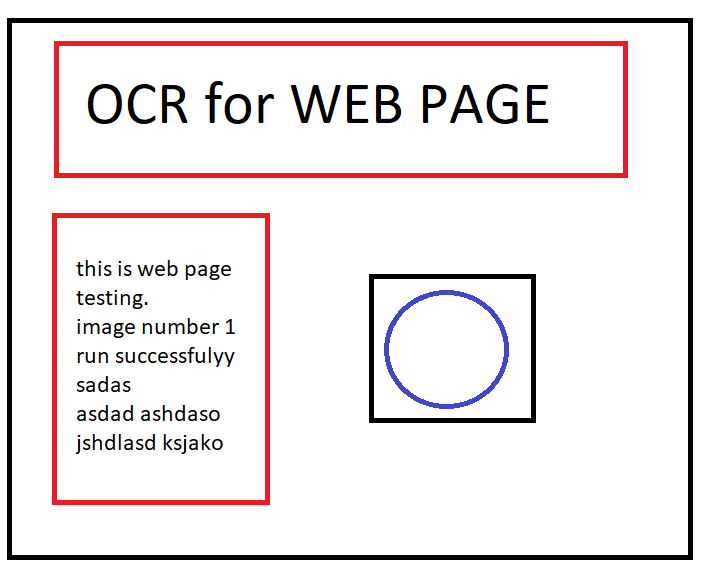 OCR for WEB PAGE
this is web page
testing.
image number 1
run successfulyy
sadas
asdad ashdaso
jshdlasd ksjako